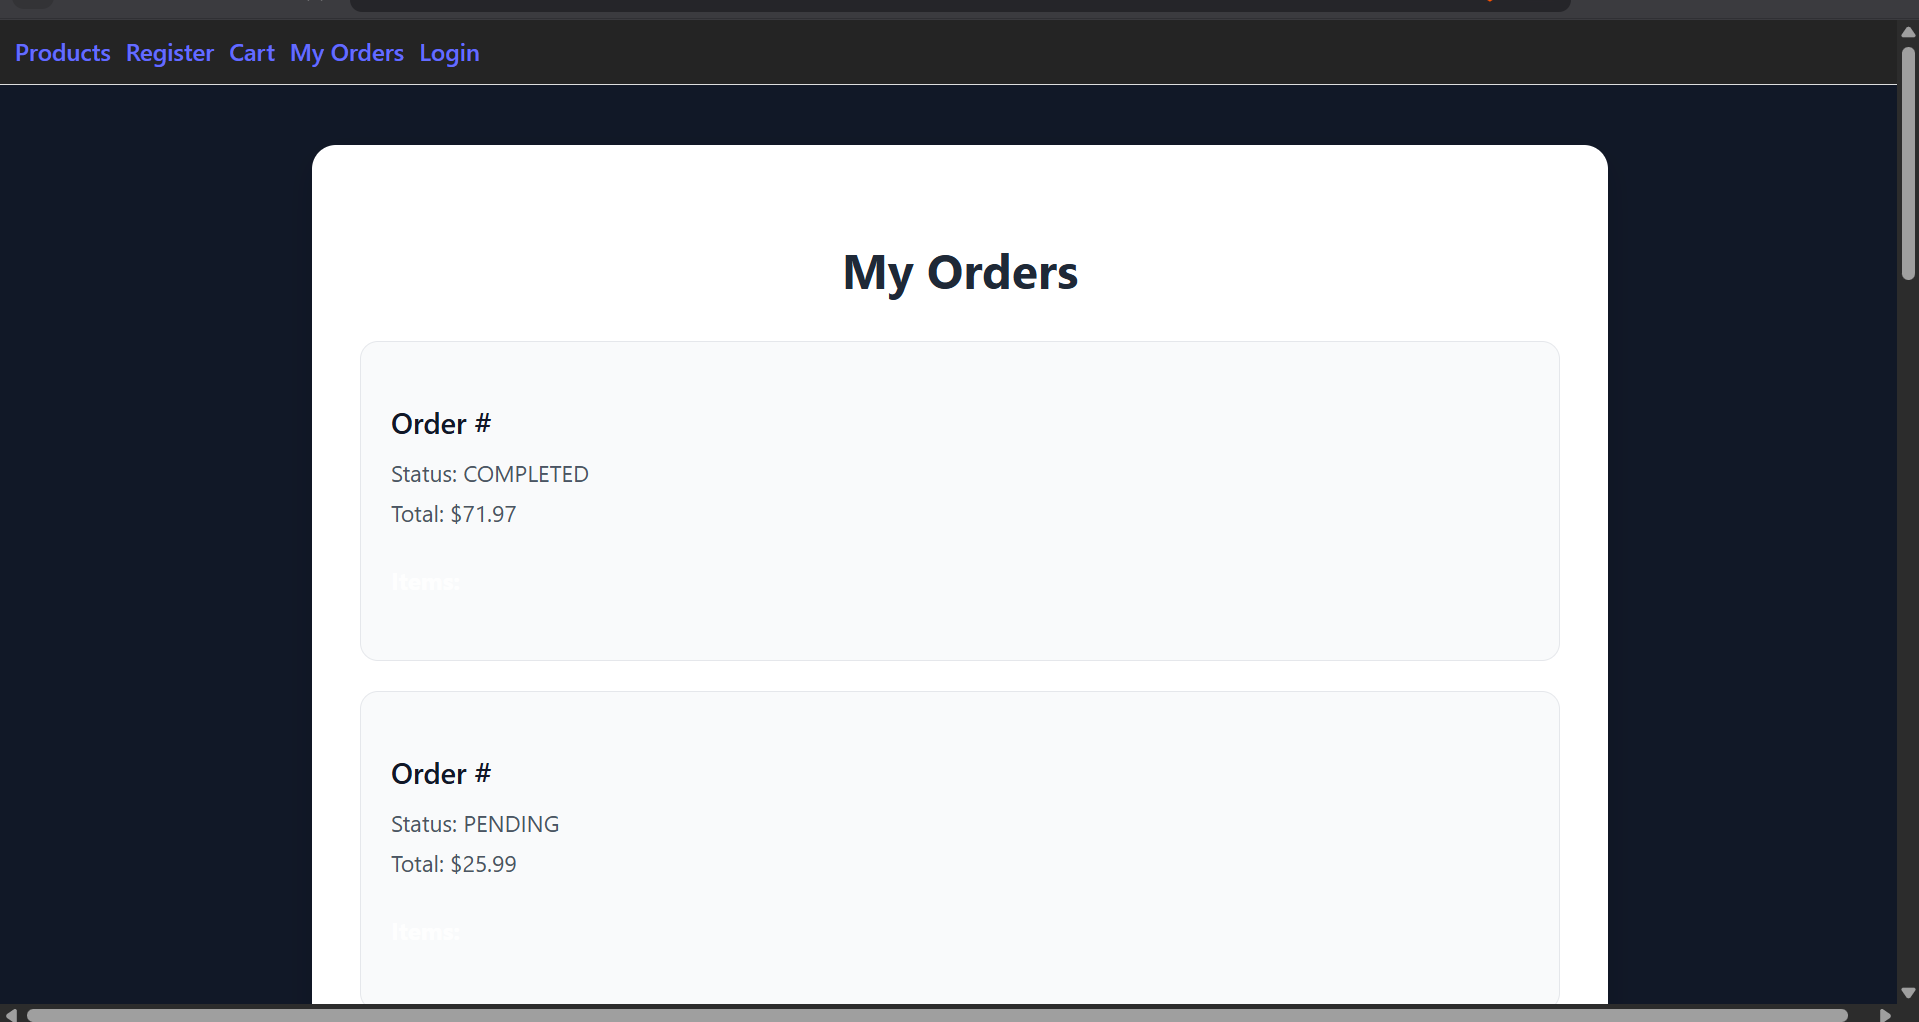 Products Register Cart My Orders Login
My Orders
Order #
Status: COMPLETED
Total: $71.97
Items:
Order #
Status: PENDING
Total: $25.99
Items: